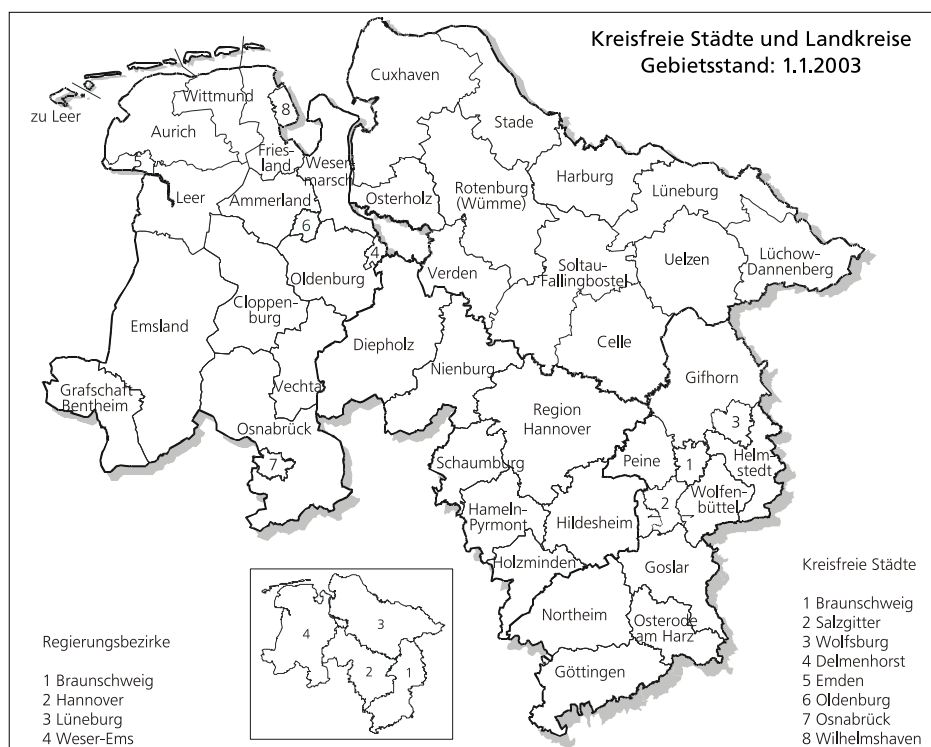 Kreisfreie Städte und Landkreise
Gebietsstand: 1.1.2003
Cuxhaven
Wittmund
8
zu Leer
Aurich
Stade
Fries-
land
Weser-
marsch
Harburg
Lüneburg
Leer
Ammerland
Osterholz
Rotenburg
(Wümme)
6
4
Oldenburg
Verden
Soltau-
Fallingbostel
Uelzen
Lüchow-
Dannenberg
Cloppen-
burg
Emsland
Diepholz
Celle
Nienburg
Gifhorn
Grafschaft
Bentheim
Vechta
Region
Hannover
Osnabrück
3
7
Schaumburg
Peine
1
Helm-
stedt
2
Wolfen-
büttel
Hameln-
Pyrmont
Hildesheim
Holzminden
Goslar
Northeim
Osterode
am Harz
Göttingen
Regierungsbezirke
1 Braunschweig
2 Hannover
3 Lüneburg
4 Weser-Ems
4
3
2
1
Kreisfreie Städte
1 Braunschweig
2 Salzgitter
3 Wolfsburg
4 Delmenhorst
5 Emden
6 Oldenburg
7 Osnabrück
8 Wilhelmshaven